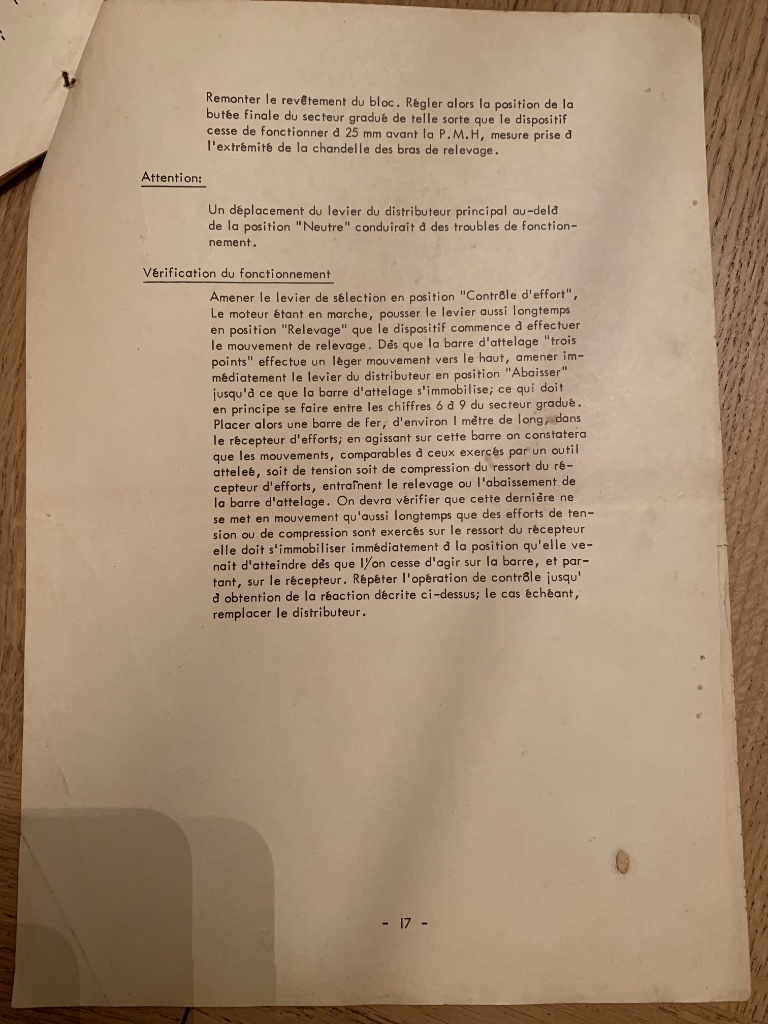 Remonter le revêtement du bloc. Régler alors la position de la
butée finale du secteur gradué de telle sorte que le dispositif
cesse de fonctionner à 25 mm avant la P.M.H, mesure prise à
l'extrémité de la chandelle des bras de relevage.
Attention:
Un déplacement du levier du distributeur principal au-delà
de la position "Neutre" conduirait à des troubles de fonction-
nement.
Vérification du fonctionnement
Amener le levier de sélection en position "Contrôle d'effort",
Le moteur étant en marche, pousser le levier aussi longtemps
en position "Relevage" que le dispositif commence à effectuer
le mouvement de relevage. Dès que la barre d'attelage "trois
points" effectue un léger mouvement vers le haut, amener im-
médiatement le levier du distributeur en position "Abaisser"
jusqu'à ce que la barre d'attelage s'immobilise; ce qui doit
en principe se faire entre les chiffres 6 à 9 du secteur gradué.
Placer alors une barre de fer, d'environ 1 mètre de long, dans
le récepteur d'efforts; en agissant sur cette barre on constatera
que les mouvements, comparables à ceux exercés par un outil
atteleé, soit de tension soit de compression du ressort du ré-
cepteur d'efforts, entraînent le relevage ou l'abaissement de
la barre d'attelage. On devra vérifier que cette dernière ne
se met en mouvement qu'aussi longtemps que des efforts de ten-
sion ou de compression sont exercés sur le ressort du récepteur
elle doit s'immobiliser immédiatement à la position qu'elle ve-
nait d'atteindre dès que l'on cesse d'agir sur la barre, et par-
tant, sur le récepteur. Répéter l'opération de contrôle jusqu'
à obtention de la réaction décrite ci-dessus; le cas échéant,
remplacer le distributeur.
- 17 -